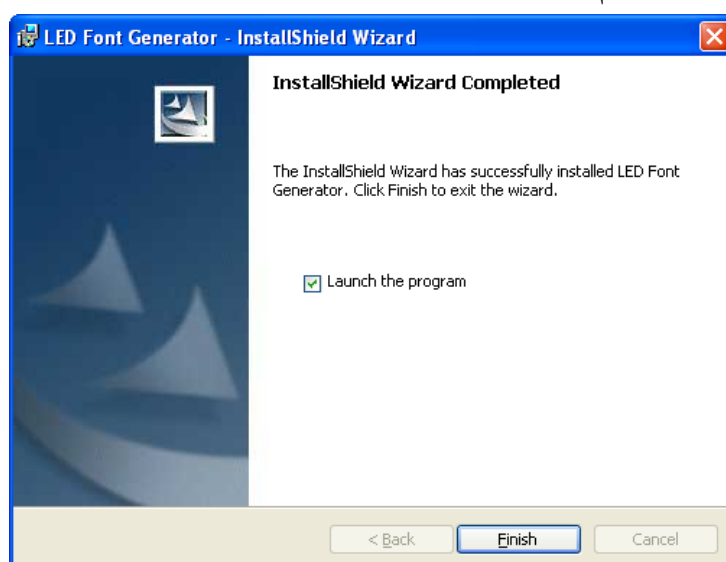 LED Font Generator - InstallShield Wizard
InstallShield Wizard Completed
The InstallShield Wizard has successfully installed LED Font
Generator. Click Finish to exit the wizard.
Launch the program
< Back
Finish
Cancel